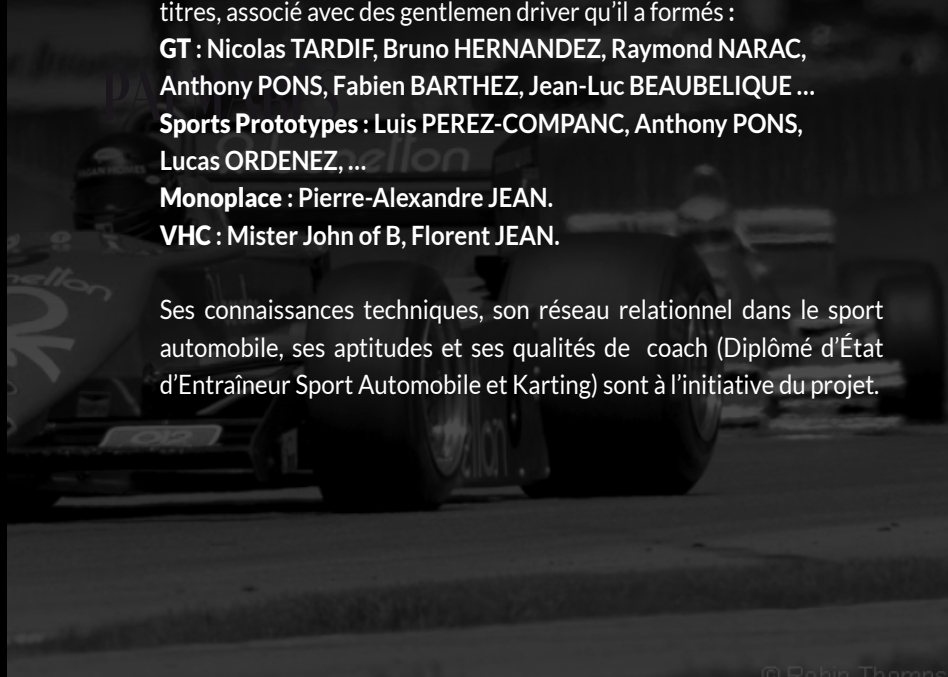 titres, associé avec des gentlemen driver qu’il a formés :
GT : Nicolas TARDIF, Bruno HERNANDEZ, Raymond NARAC,
Anthony PONS, Fabien BARTHEZ, Jean-Luc BEAUBELIQUE ...
Sports Prototypes : Luis PEREZ-COMPANC, Anthony PONS,
Lucas ORDENEZ, ...
Monoplace : Pierre-Alexandre JEAN.
VHC : Mister John of B, Florent JEAN.
Ses connaissances techniques, son réseau relationnel dans le sport
automobile, ses aptitudes et ses qualités de coach (Diplômé d’État
d’Entraîneur Sport Automobile et Karting) sont à l’initiative du projet.
© Robin Thompson